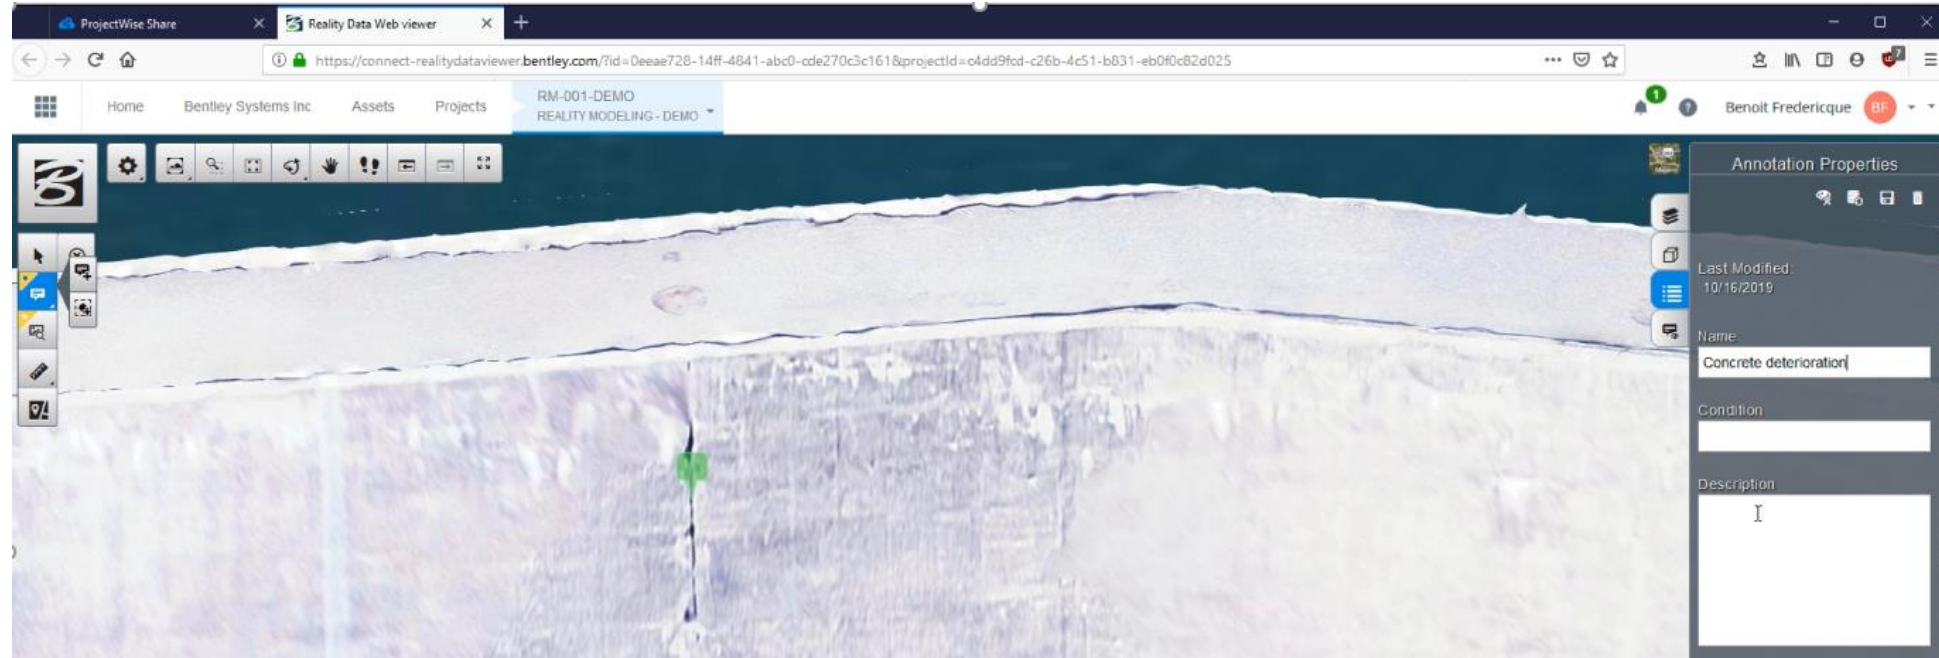 ProjectWise Share
Reality Data Web viewer
https://connect-realitydataviewer.bentley.com/?id=0eeae728-14ff-4841-abc0-cde270c3c161&projectId=c4dd9fcd-c26b-4c51-b831-eb0f0c82d025
7
Home
Bentley Systems Inc
Assets
Projects
RM-001-DEMO
REALITY MODELING - DEMO
1
Benoit Fredericque
BF
Annotation Properties
Last Modified:
10/16/2019
Name
Concrete deterioration
Condition
Description